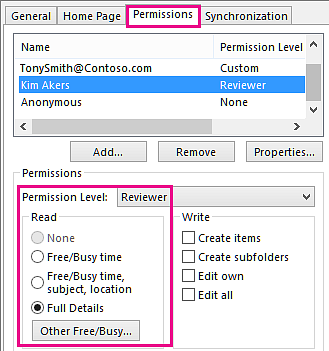 General Home Page Permissions Synchronization
Name Permission Level
TonySmith@Contoso.com Custom
Kim Akers Reviewer
Anonymous None
Add... Remove Properties...
Permissions
Permission Level: Reviewer
Read Write
None Create items
Free/Busy time Create subfolders
Free/Busy time, Edit own
subject, location Edit all
Full Details
Other Free/Busy...